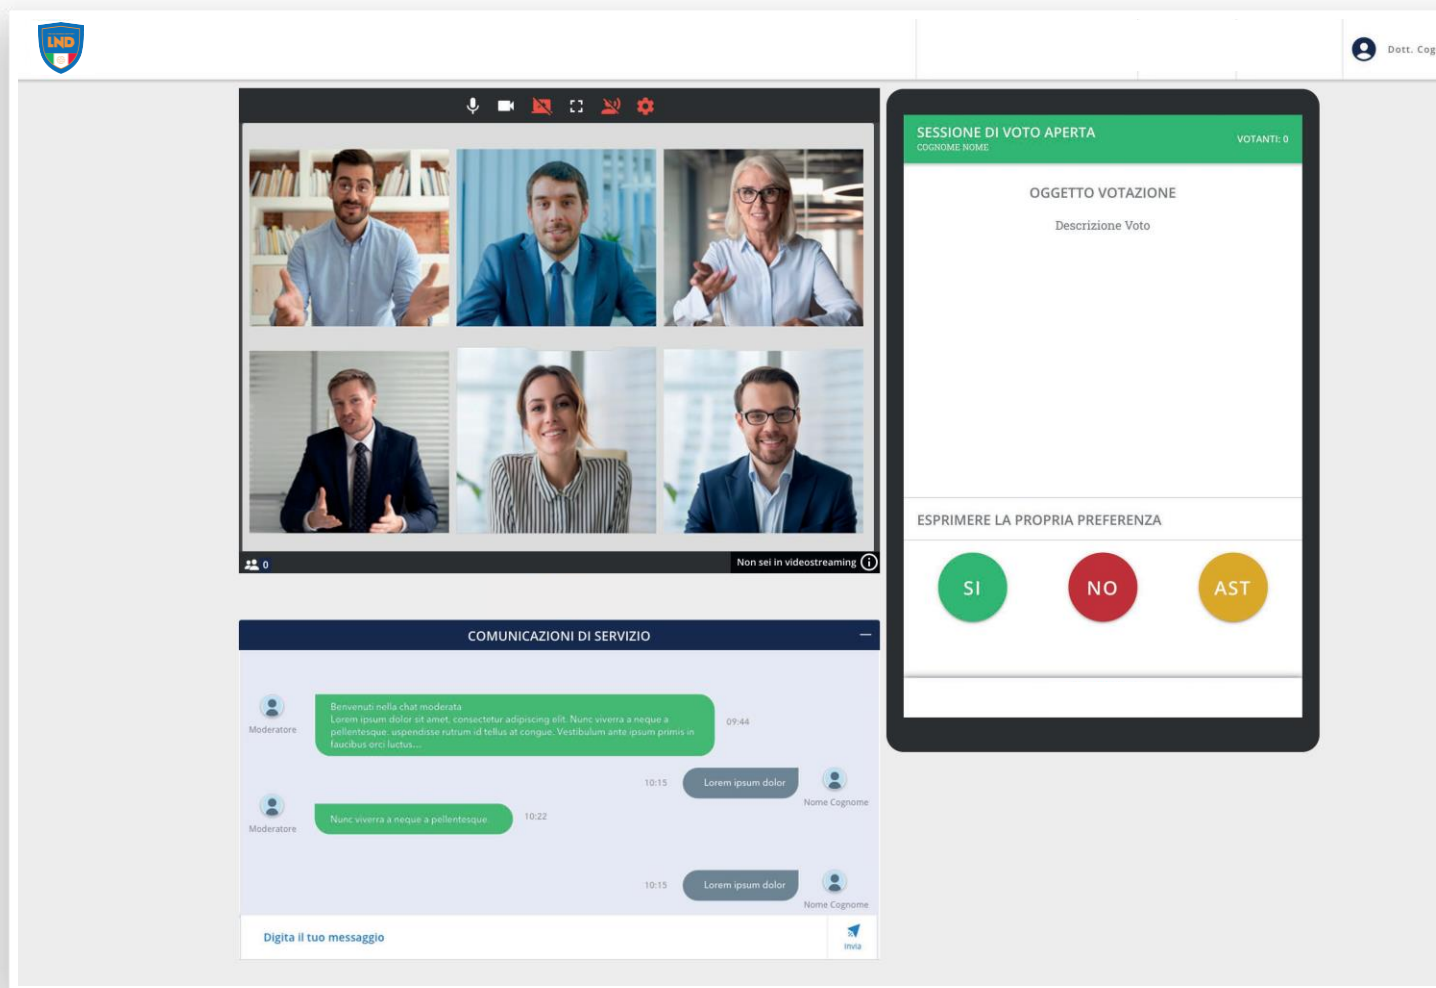 LND
Dott. Cog
SESSIONE DI VOTO APERTA
COGNOME NOME
VOTANTI: 0
OGGETTO VOTAZIONE
Descrizione Voto
ESPRIMERE LA PROPRIA PREFERENZA
SI
NO
AST
0
Non sei in videostreaming
COMUNICAZIONI DI SERVIZIO
Moderatore
Benvenuti nella chat moderata
Lorem ipsum dolor sit amet, consectetur adipiscing elit. Nunc viverra a neque a
pellentesque. uspendisse rutrum id tellus at congue. Vestibulum ante ipsum primis in
faucibus orci luctus....
09:44
10:15
Lorem ipsum dolor
Nome Cognome
Moderatore
Nunc viverra a neque a pellentesque.
10:22
10:15
Lorem ipsum dolor
Nome Cognome
Digita il tuo messaggio
Invia